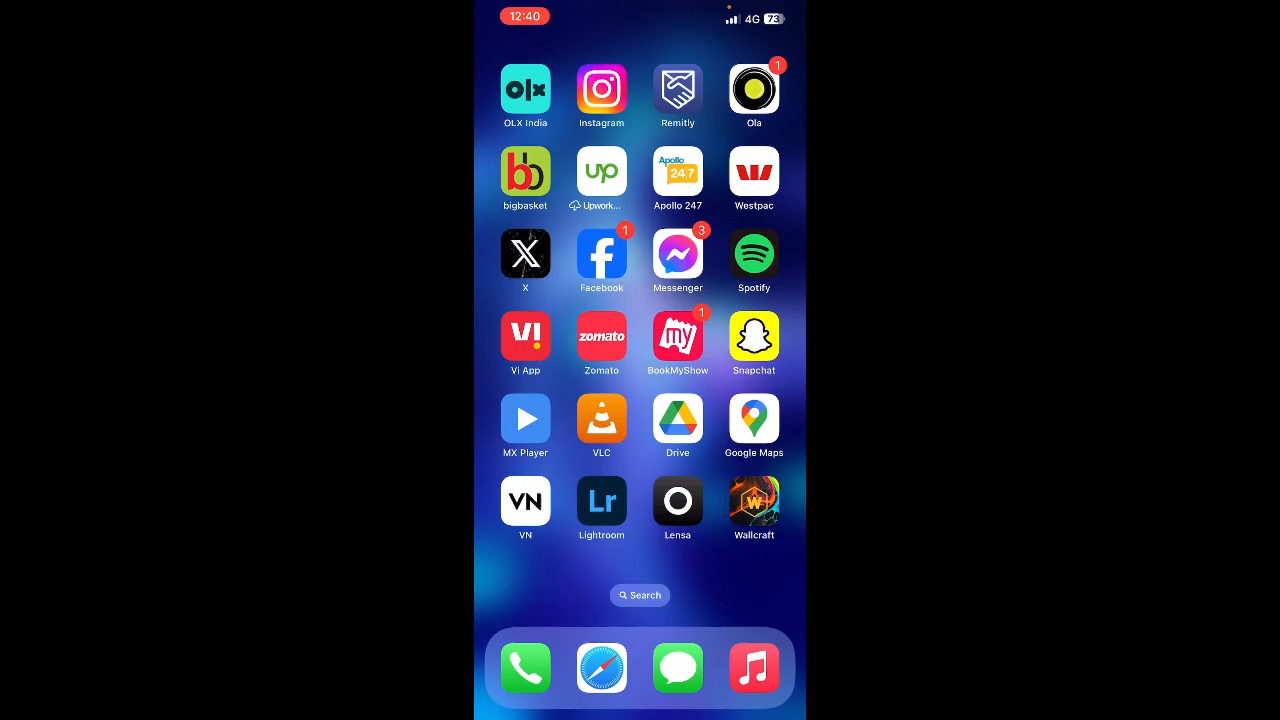 12:40 4G 73
olx 1
OLX India Instagram Remitly Ola
bb up Apollo 24|7
bigbasket Upwork... Apollo 247 Westpac
1 3
X Facebook Messenger Spotify
VI zomato my 1
Vi App Zomato BookMyShow Snapchat
MX Player VLC Drive Google Maps
VN Lr W
VN Lightroom Lensa Wallcraft
Search